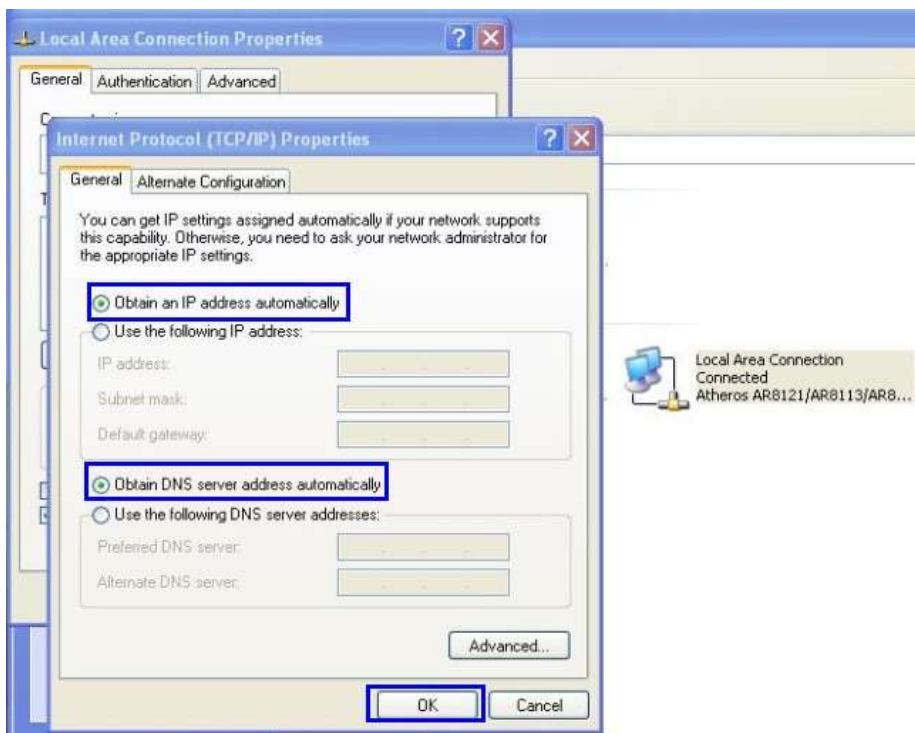 Local Area Connection Properties
General Authentication Advanced
Internet Protocol (TCP/IP) Properties
General Alternate Configuration
You can get IP settings assigned automatically if your network supports
this capability. Otherwise, you need to ask your network administrator for
the appropriate IP settings.
Obtain an IP address automatically
Use the following IP address:
IP address:
Subnet mask:
Default gateway:
Obtain DNS server address automatically
Use the following DNS server addresses:
Preferred DNS server:
Alternate DNS server:
Advanced...
OK Cancel
Local Area Connection
Connected
Atheros AR8121/AR8113/AR8...